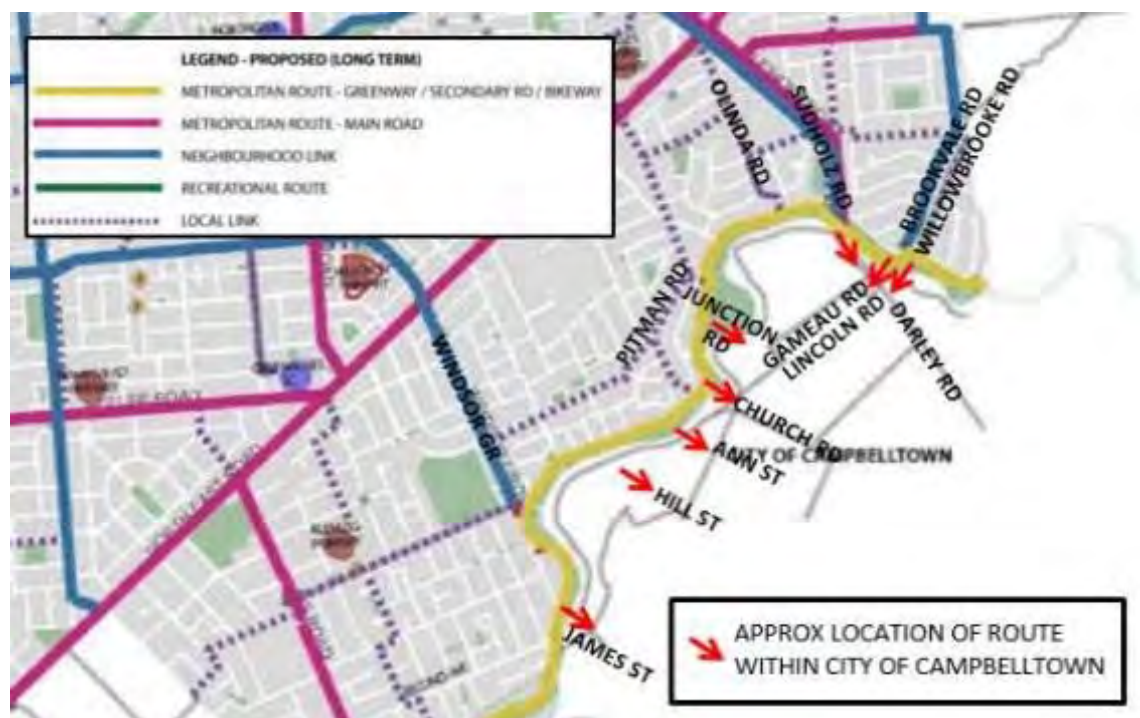 LEGEND - PROPOSED (LONG TERM)
METROPOLITAN ROUTE - GREENWAY / SECONDARY RD / BIKEWAY
METROPOLITAN ROUTE - MAIN ROAD
NEIGHBOURHOOD LINK
RECREATIONAL ROUTE
LOCAL LINK
OLINDA RD
SUDHOLZ RD
BROOKVALE RD
WILLOWBROOKE RD
PITMAN RD
JUNCTION
RD
GAMEAU RD
LINCOLN RD
DARLEY RD
WINDSOR GR
CHURCH RD
CITY OF CAMPBELLTOWN
ANN ST
HILL ST
JAMES ST
APPROX LOCATION OF ROUTE
WITHIN CITY OF CAMPBELLTOWN